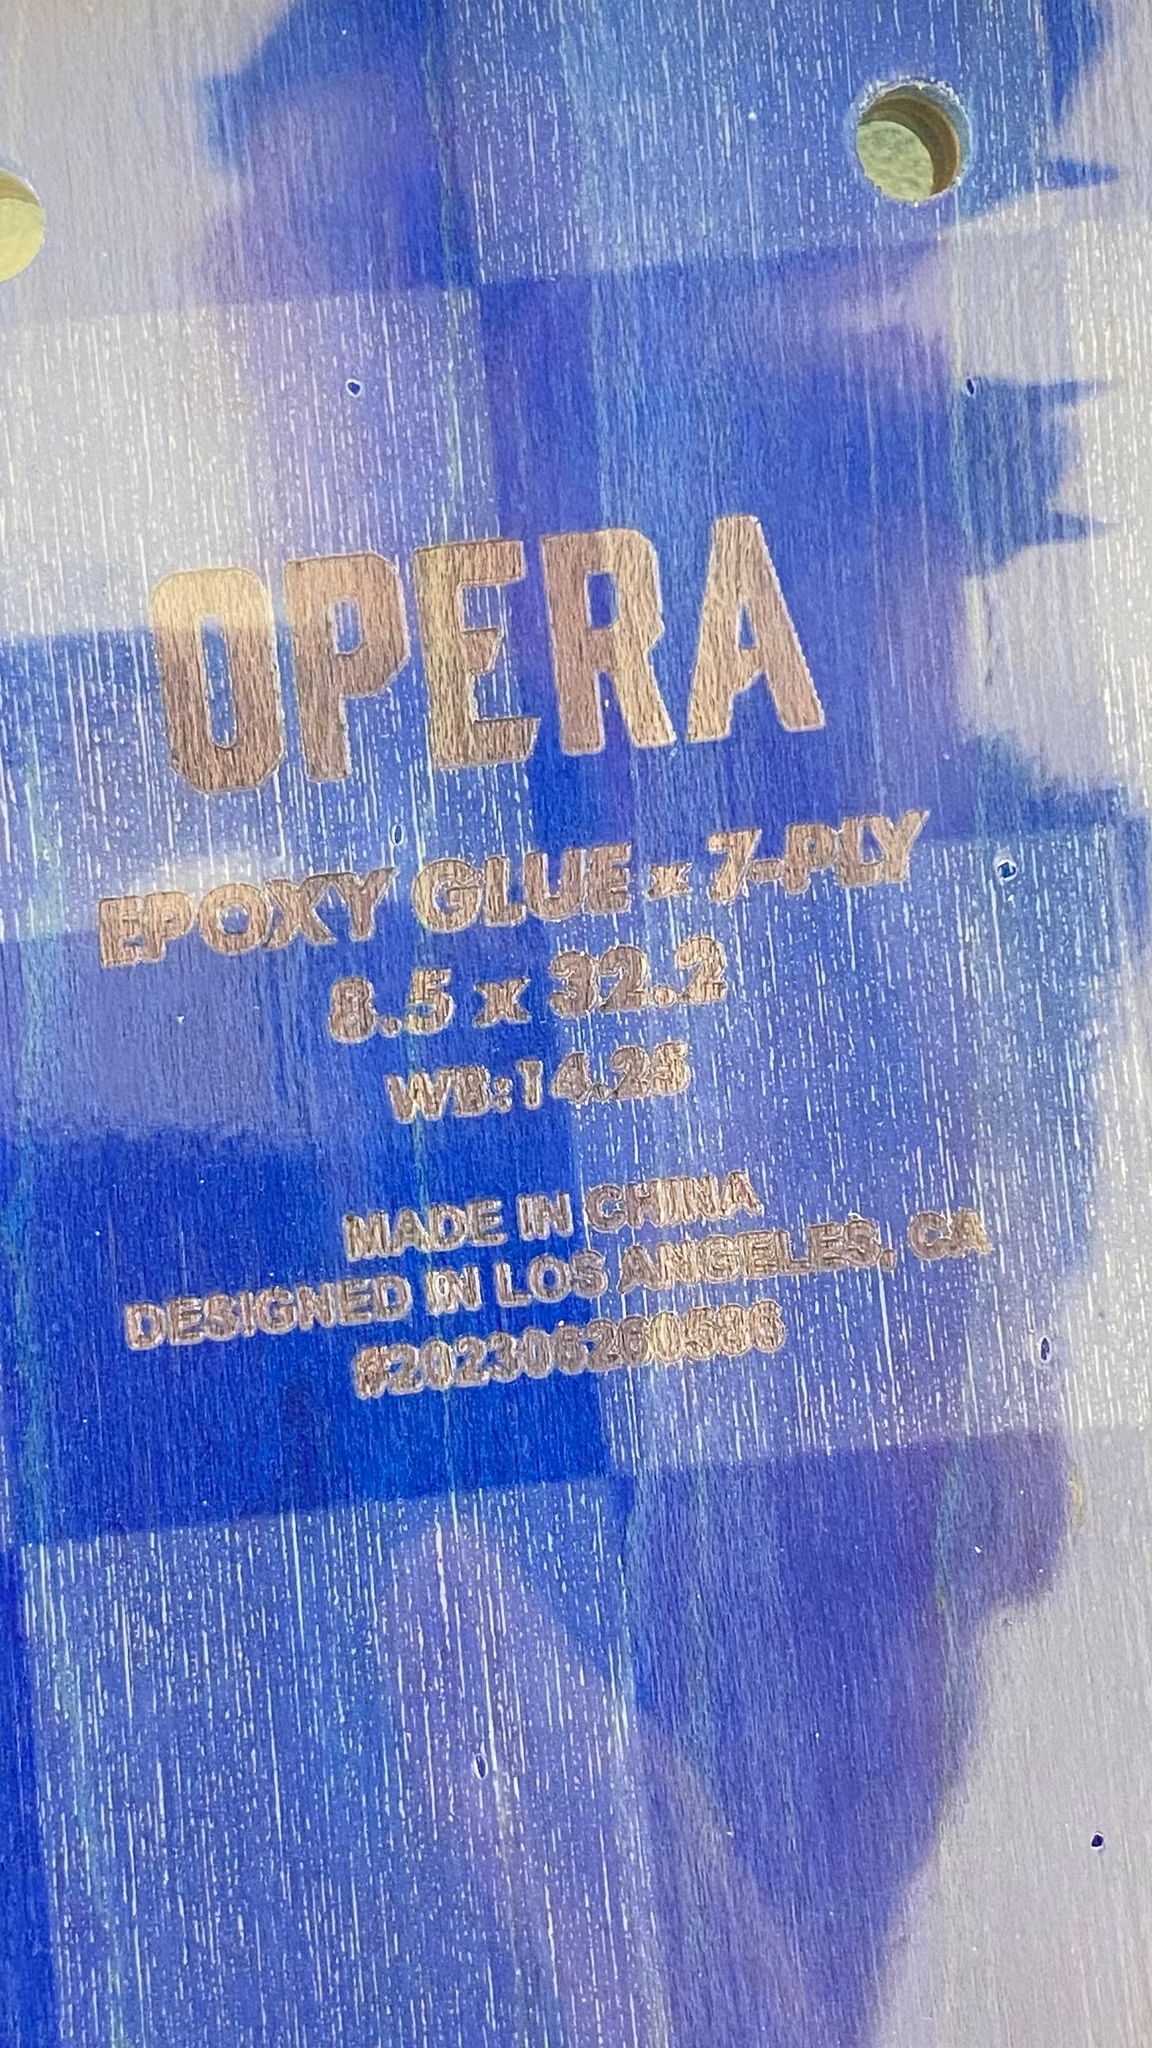 OPERA
EPOXY GLUE x 7-PLY
8.5 x 32.2
WB:14.25
MADE IN CHINA
DESIGNED IN LOS ANGELES, CA
#202306260536